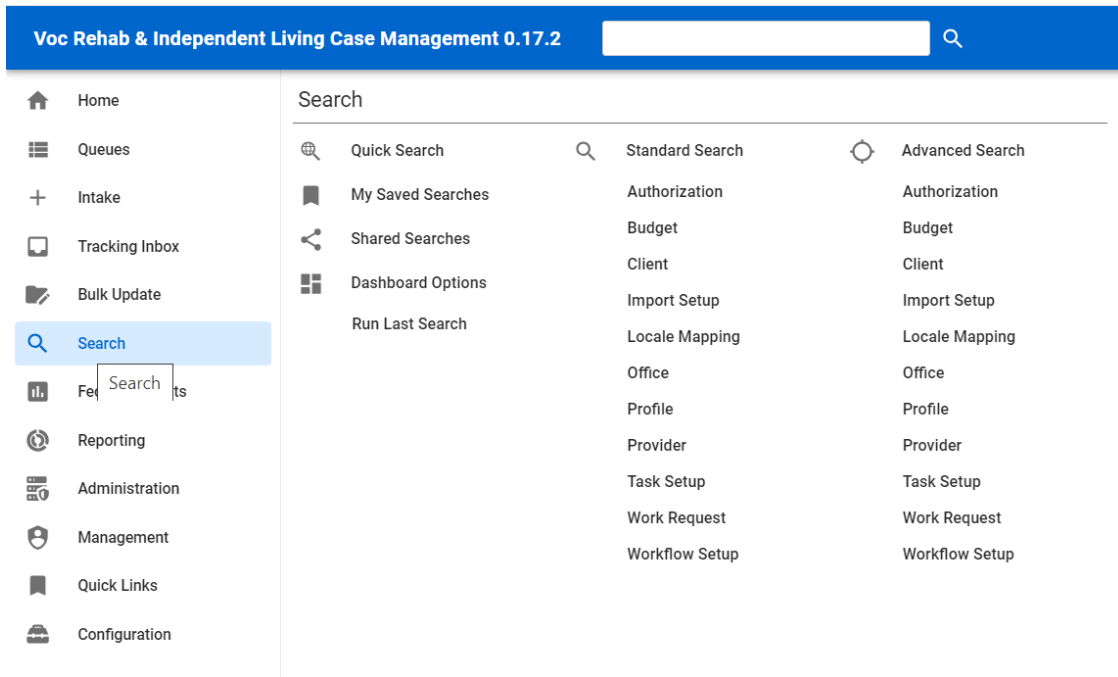 Voc Rehab & Independent Living Case Management 0.17.2
Home
Queues
Intake
Tracking Inbox
Bulk Update
Search
Search
Fe ts
Reporting
Administration
Management
Quick Links
Configuration
Search
Quick Search
My Saved Searches
Shared Searches
Dashboard Options
Run Last Search
Standard Search
Authorization
Budget
Client
Import Setup
Locale Mapping
Office
Profile
Provider
Task Setup
Work Request
Workflow Setup
Advanced Search
Authorization
Budget
Client
Import Setup
Locale Mapping
Office
Profile
Provider
Task Setup
Work Request
Workflow Setup